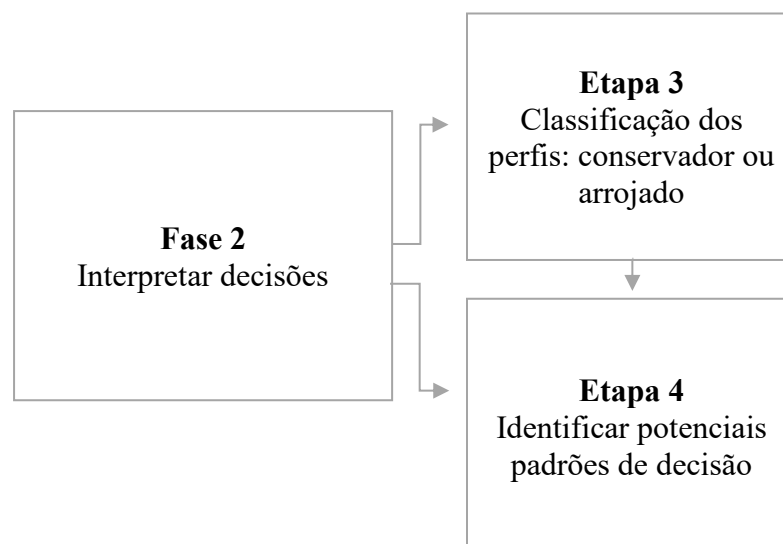 Fase 2
Interpretar decisões
Etapa 3
Classificação dos
perfis: conservador ou
arrojado
Etapa 4
Identificar potenciais
padrões de decisão